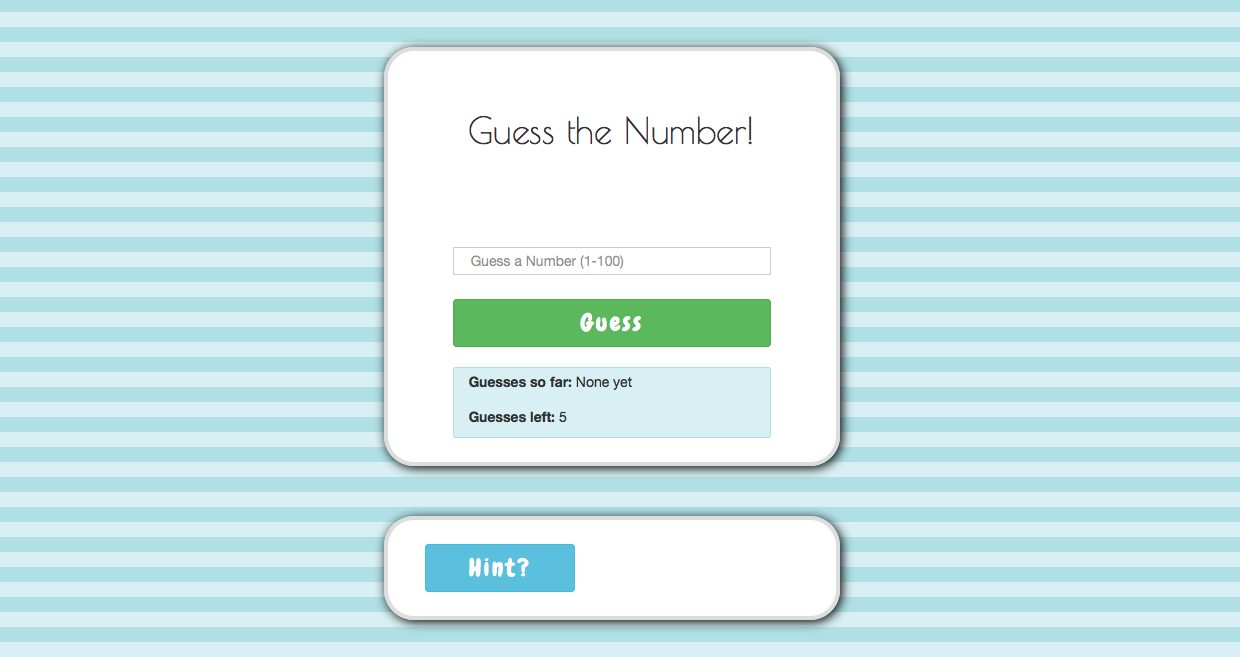 Guess the Number!
Guess a Number (1-100)
Guess
Guesses so far: None yet
Guesses left: 5
Hint?